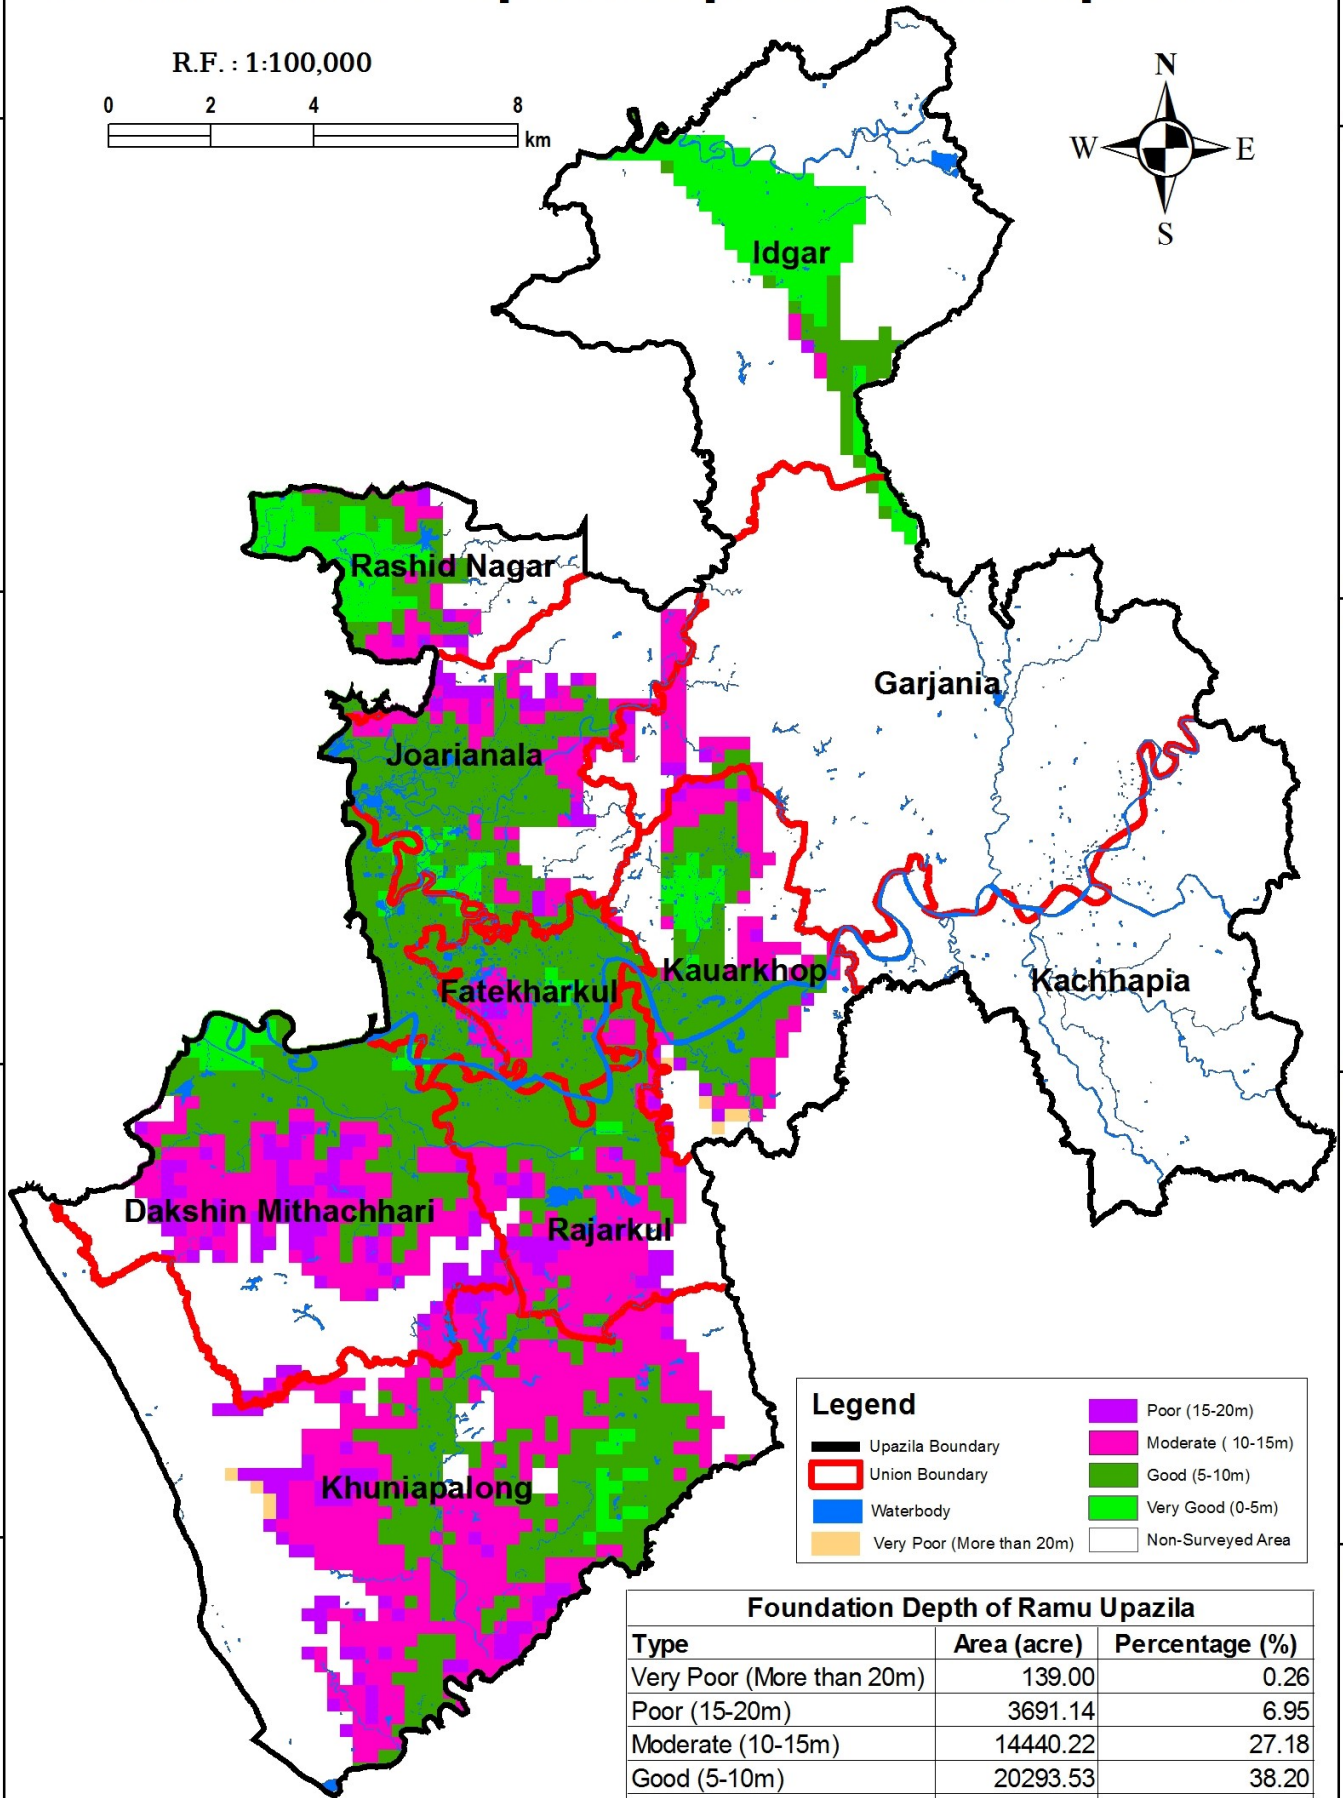 R.F. : 1:100,000
0 2 4 8
km
N
W E
S
Idgar
Rashid Nagar
Garjania
Joarianala
Kauarkhop
Kachhapia
Fatekharkul
Dakshin Mithachhari
Rajarkul
Khuniapalong
Legend
Upazila Boundary
Union Boundary
Waterbody
Very Poor (More than 20m)
Poor (15-20m)
Moderate ( 10-15m)
Good (5-10m)
Very Good (0-5m)
Non-Surveyed Area
Foundation Depth of Ramu Upazila
Type Area (acre) Percentage (%)
Very Poor (More than 20m) 139.00 0.26
Poor (15-20m) 3691.14 6.95
Moderate (10-15m) 14440.22 27.18
Good (5-10m) 20293.53 38.20